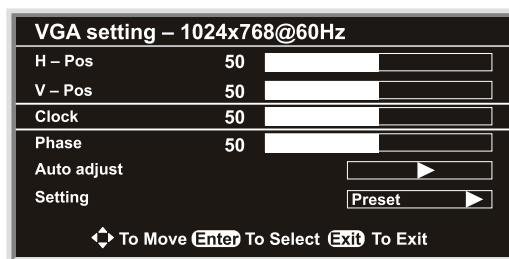 VGA setting – 1024x768@60Hz
H – Pos 50
V – Pos 50
Clock 50
Phase 50
Auto adjust
Setting Preset
To Move Enter To Select Exit To Exit